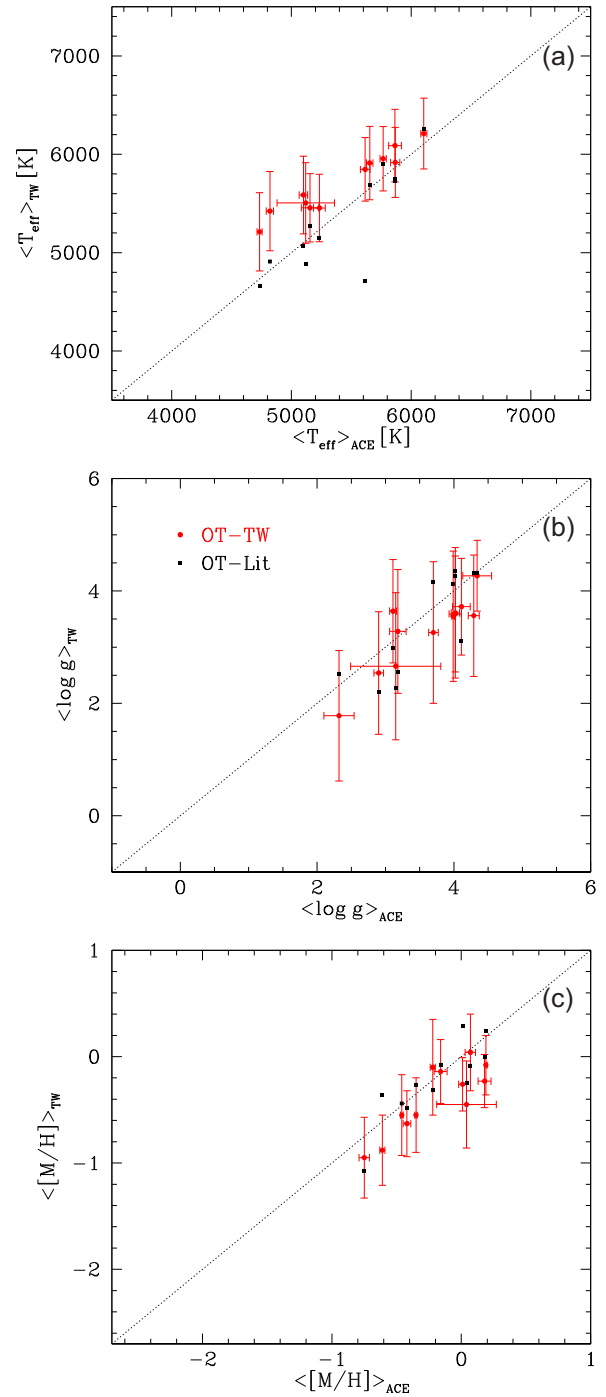 (a)
7000
6000
5000
4000
<T_eff>_TW [K]
4000 5000 6000 7000
<T_eff>_ACE [K]
(b)
6
4
2
0
OT-TW
OT-Lit
<log g>_TW
0 2 4 6
<log g>_ACE
(c)
1
0
-1
-2
<[M/H]>_TW
-2 -1 0 1
<[M/H]>_ACE